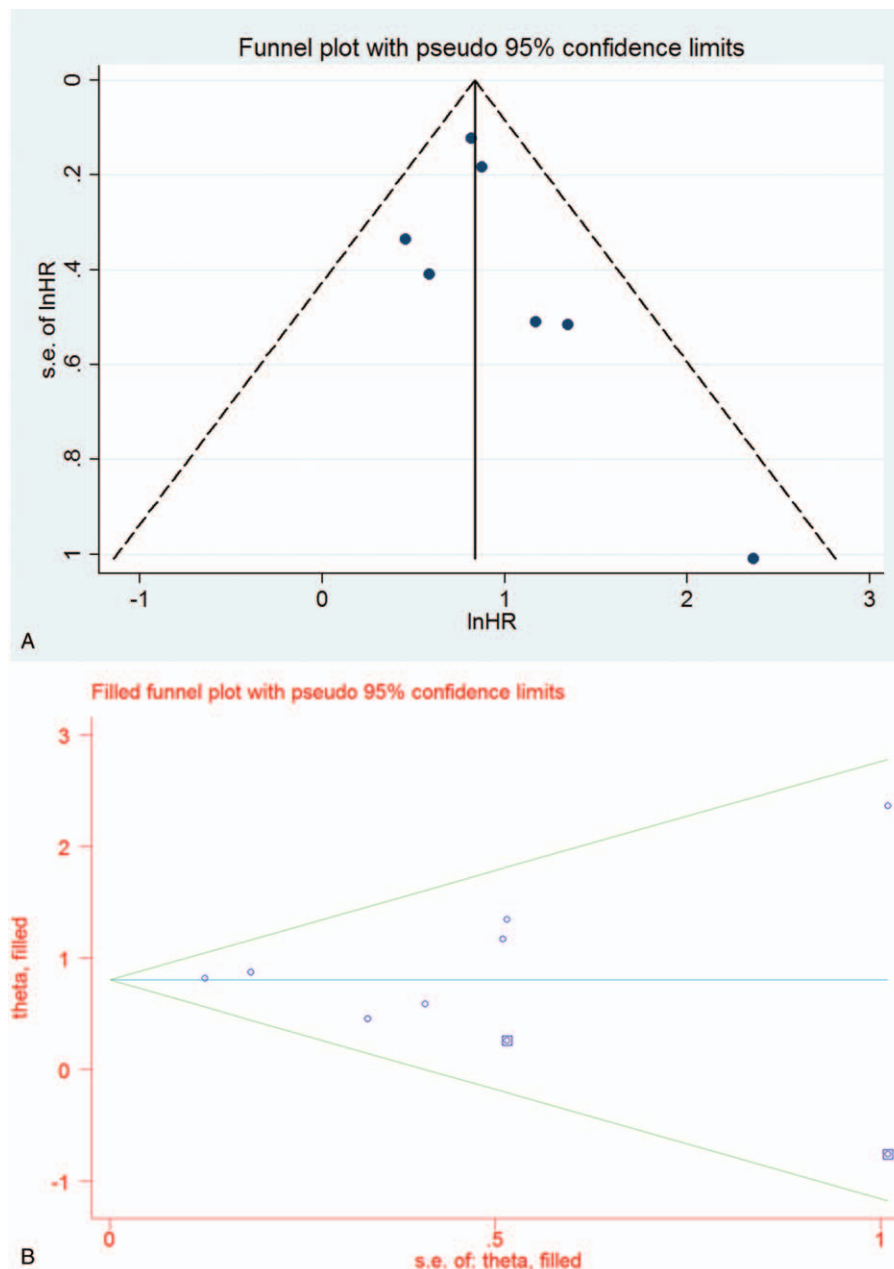 Funnel plot with pseudo 95% confidence limits
0
.2
.4
.6
.8
1
s.e. of lnHR
-1 0 1 2 3
lnHR
A
Filled funnel plot with pseudo 95% confidence limits
3
2
1
0
-1
theta, filled
0 .5 1
s.e. of: theta, filled
B